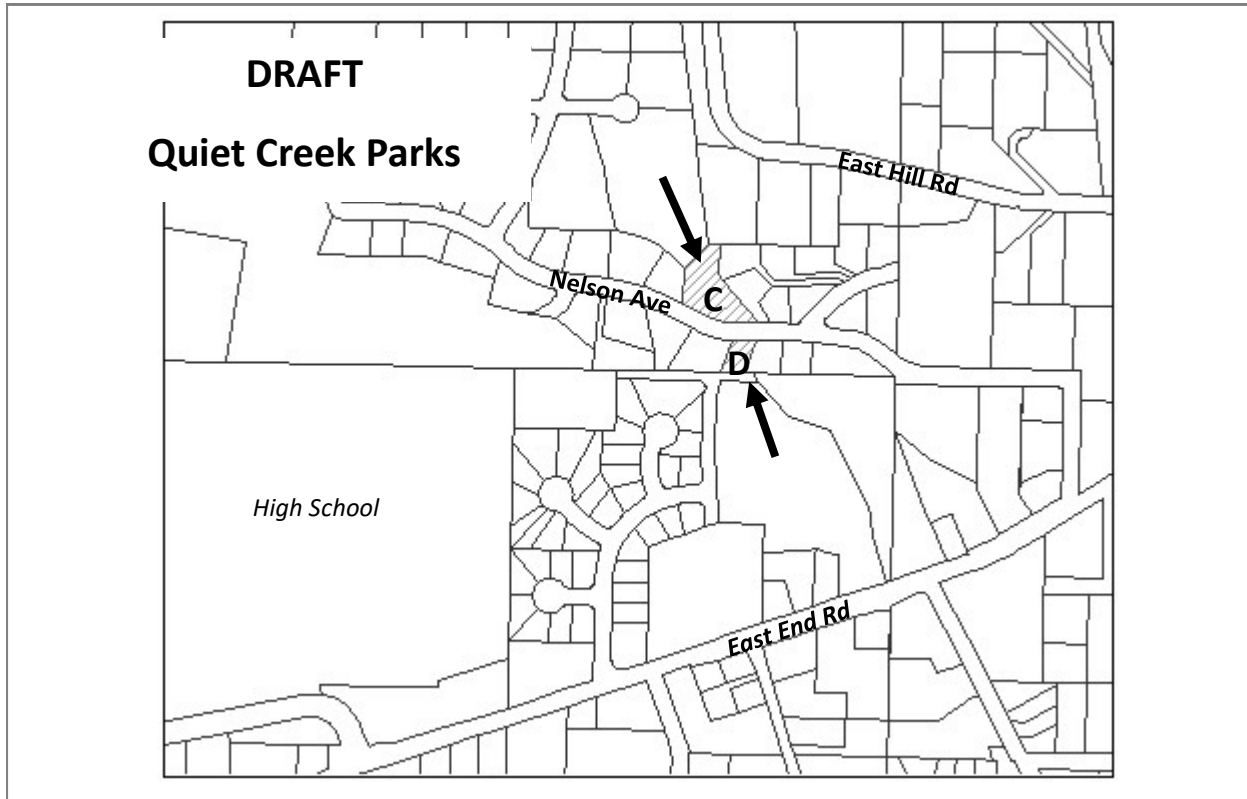 DRAFT
Quiet Creek Parks
East Hill Rd
Nelson Ave
C
D
High School
East End Rd